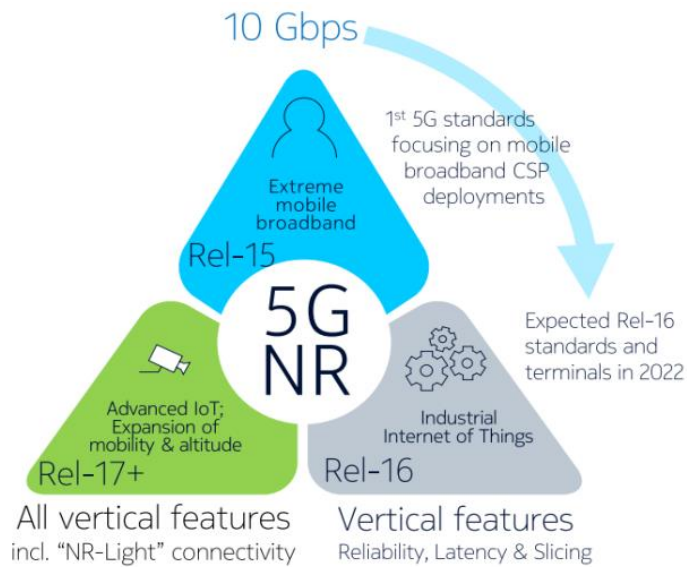 10 Gbps
1st 5G standards
focusing on mobile
broadband CSP
deployments
Extreme
mobile
broadband
Rel-15
5G
NR
Expected Rel-16
standards and
terminals in 2022
Advanced IoT;
Expansion of
mobility & altitude
Rel-17+
Industrial
Internet of Things
Rel-16
All vertical features
incl. “NR-Light” connectivity
Vertical features
Reliability, Latency & Slicing